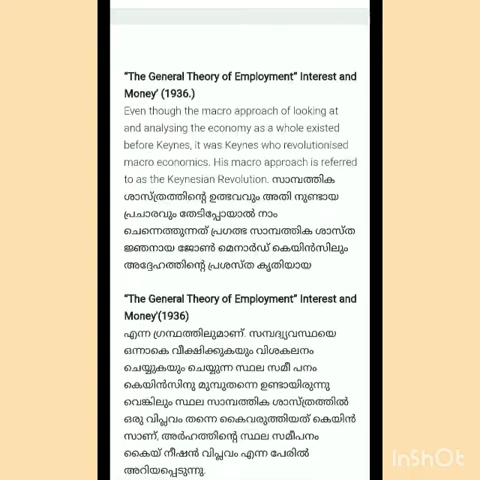 “The General Theory of Employment” Interest and
Money’ (1936.)
Even though the macro approach of looking at
and analysing the economy as a whole existed
before Keynes, it was Keynes who revolutionised
macro economics. His macro approach is referred
to as the Keynesian Revolution. സാമ്പത്തിക
ശാസ്ത്രത്തിന്റെ ഉത്ഭവവും അതി നുണ്ടായ
പ്രചാരവും തേടിപ്പോയാൽ നാം
ചെന്നെത്തുന്നത് പ്രഗത്ഭ സാമ്പത്തിക ശാസ്ത
ജ്ഞനായ ജോൺ മെനാർഡ് കെയിൻസിലും
അദ്ദേഹത്തിന്റെ പ്രശസ്ത കൃതിയായ
“The General Theory of Employment” Interest and
Money'(1936)
എന്ന ഗ്രന്ഥത്തിലുമാണ്. സമ്പദ്വ്യവസ്ഥയെ
ഒന്നാകെ വീക്ഷിക്കുകയും വിശകലനം
ചെയ്യുകയും ചെയ്യുന്ന സ്ഥല സമീ പനം
കെയിൻസിനു മുമ്പുതന്നെ ഉണ്ടായിരുന്നു
വെങ്കിലും സ്ഥല സാമ്പത്തിക ശാസ്ത്രത്തിൽ
ഒരു വിപ്ലവം തന്നെ കൈവരുത്തിയത് കെയിൻ
സാണ്, അർഹത്തിന്റെ സ്ഥല സമീപനം
കൈയ് നീഷൻ വിപ്ലവം എന്ന പേരിൽ
അറിയപ്പെടുന്നു.
InShOt